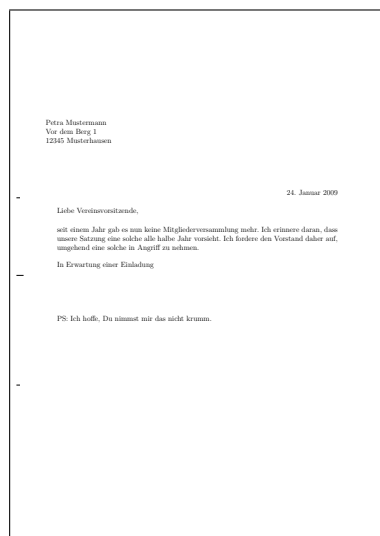 Petra Mustermann
Vor dem Berg 1
12345 Musterhausen
24. Januar 2009
Liebe Vereinsvorsitzende,
seit einem Jahr gab es nun keine Mitgliederversammlung mehr. Ich erinnere daran, dass
unsere Satzung eine solche alle halbe Jahr vorsieht. Ich fordere den Vorstand daher auf,
umgehend eine solche in Angriff zu nehmen.
In Erwartung einer Einladung
PS: Ich hoffe, Du nimmst mir das nicht krumm.